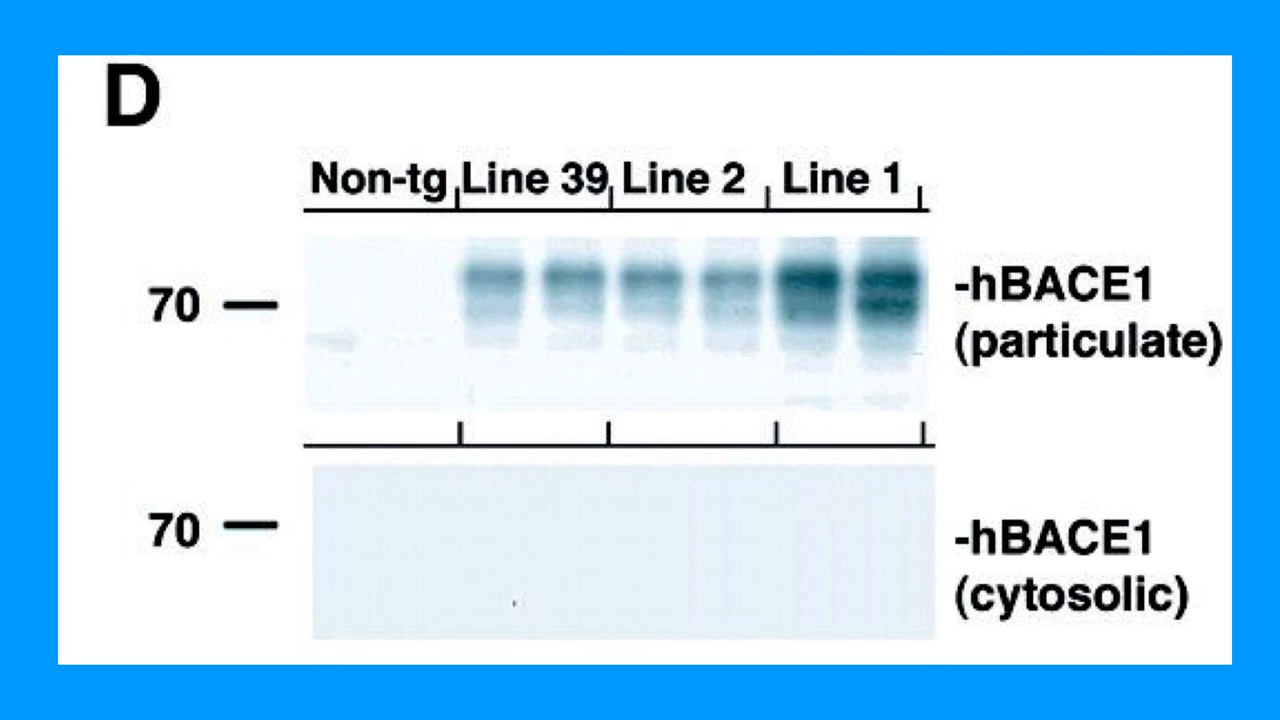 D
Non-tg Line 39 Line 2 Line 1
70
-hBACE1
(particulate)
70
-hBACE1
(cytosolic)